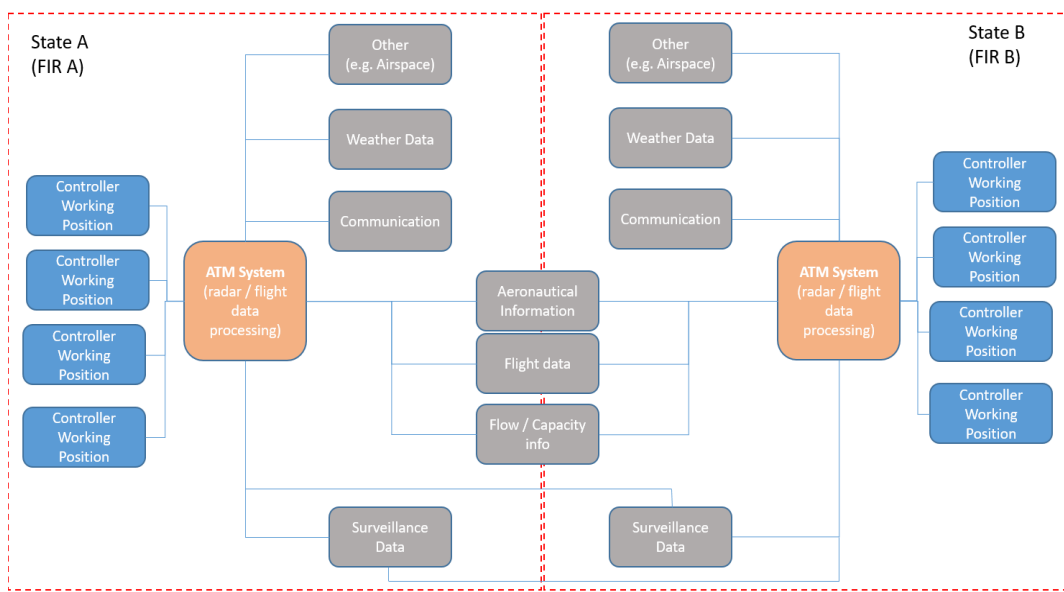 State A
(FIR A)
Other
(e.g. Airspace)
Weather Data
Communication
Controller
Working
Position
Controller
Working
Position
Controller
Working
Position
Controller
Working
Position
ATM System
(radar / flight
data
processing)
Surveillance
Data
Aeronautical
Information
Flight data
Flow / Capacity
info
State B
(FIR B)
Other
(e.g. Airspace)
Weather Data
Communication
ATM System
(radar / flight
data
processing)
Controller
Working
Position
Controller
Working
Position
Controller
Working
Position
Controller
Working
Position
Surveillance
Data